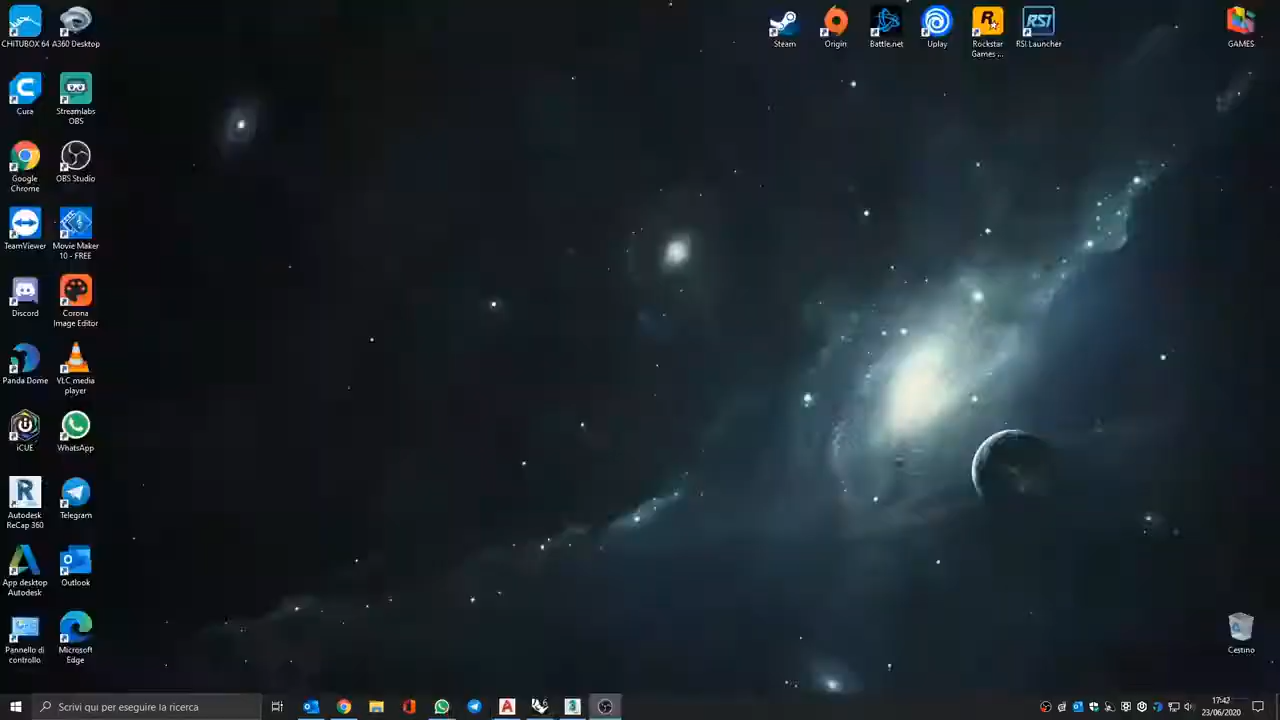 CHITUBOX 64
A360 Desktop
Steam
Origin
Battle.net
Uplay
Rockstar
Games ...
RSI Launcher
GAMES
Cura
Streamlabs
OBS
Google
Chrome
OBS Studio
TeamViewer
Movie Maker
10 - FREE
Discord
Corona
Image Editor
Panda Dome
VLC media
player
iCUE
WhatsApp
Autodesk
ReCap 360
Telegram
App desktop
Autodesk
Outlook
Pannello di
controllo
Microsoft
Edge
Cestino
Scrivi qui per eseguire la ricerca
17:42
23/06/2020